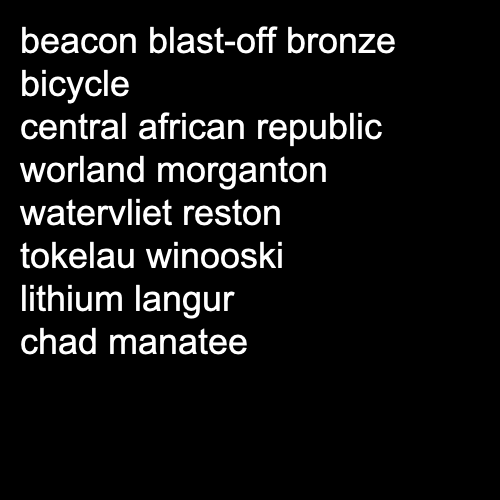 beacon blast-off bronze
bicycle
central african republic
worland morganton
watervliet reston
tokelau winooski
lithium langur
chad manatee